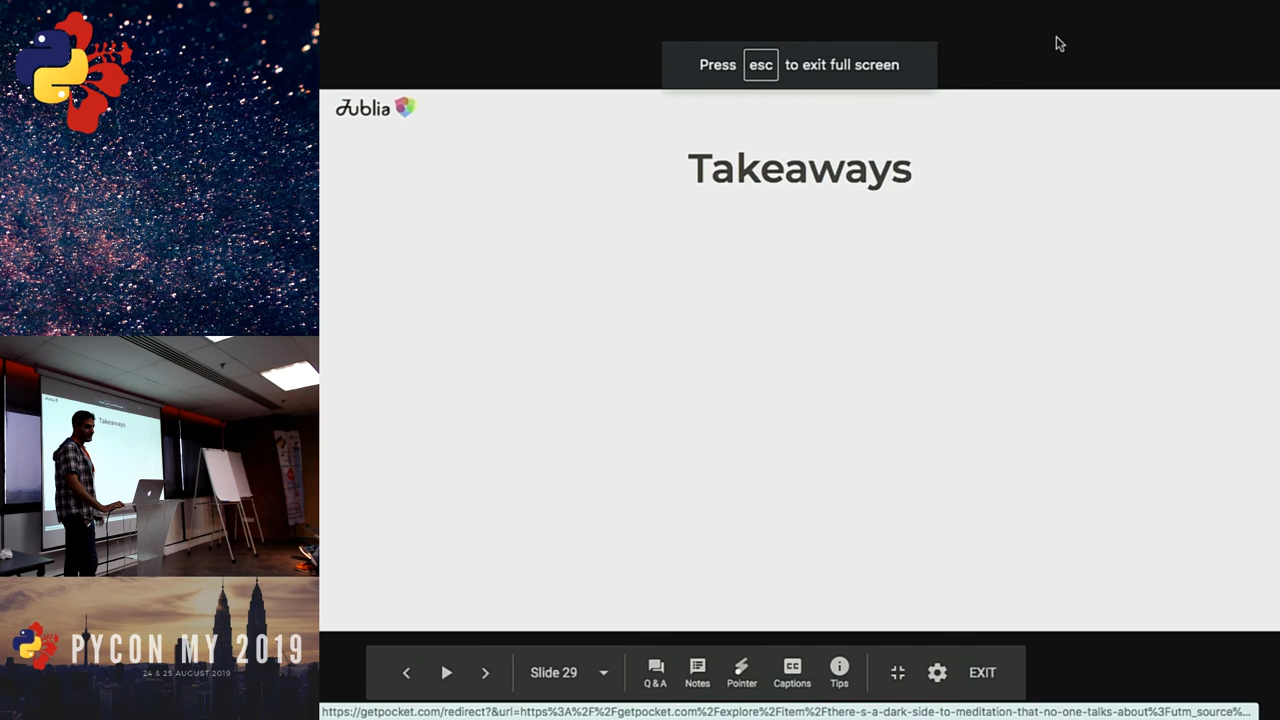 Press esc to exit full screen
Jublia
Takeaways
Takeaways
PYCON MY 2019
24 & 25 AUGUST 2019
Slide 29
Q & A
Notes
Pointer
CC
Captions
Tips
EXIT
https://getpocket.com/redirect?&url=https%3A%2F%2Fgetpocket.com%2Fexplore%2Fitem%2Fthere-s-a-dark-side-to-meditation-that-no-one-talks-about%3Futm_source%...